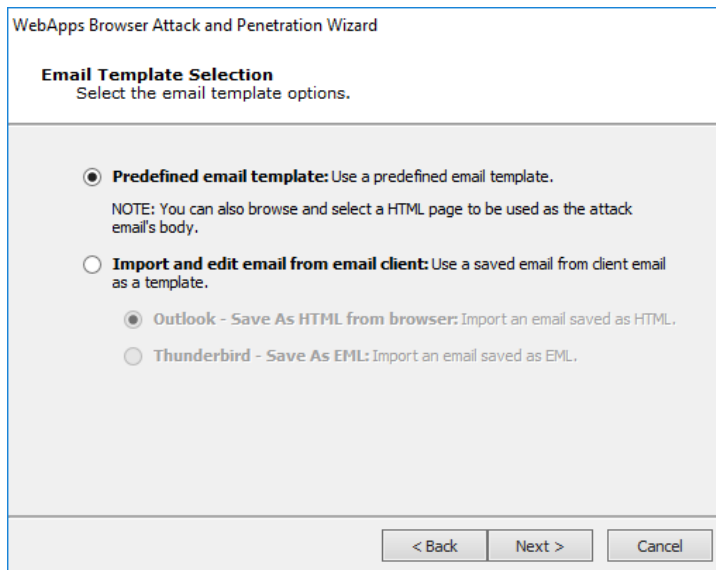 WebApps Browser Attack and Penetration Wizard
Email Template Selection
Select the email template options.
Predefined email template: Use a predefined email template.
NOTE: You can also browse and select a HTML page to be used as the attack
email's body.
Import and edit email from email client: Use a saved email from client email
as a template.
Outlook - Save As HTML from browser: Import an email saved as HTML.
Thunderbird - Save As EML: Import an email saved as EML.
< Back Next > Cancel